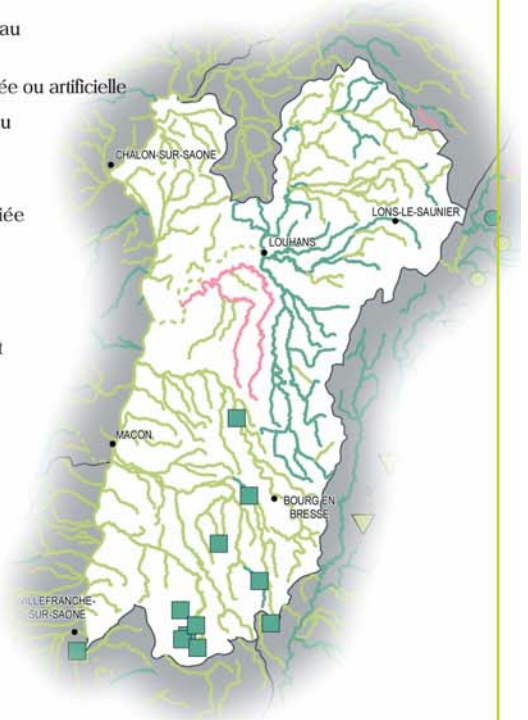 au
ée ou artificielle
u
iée
t
CHALON-SUR-SAONE
LONS-LE-SAUNIER
LOUHANS
MACON
BOURG EN
BRESSE
VILLEFRANCHE-
SUR-SAONE